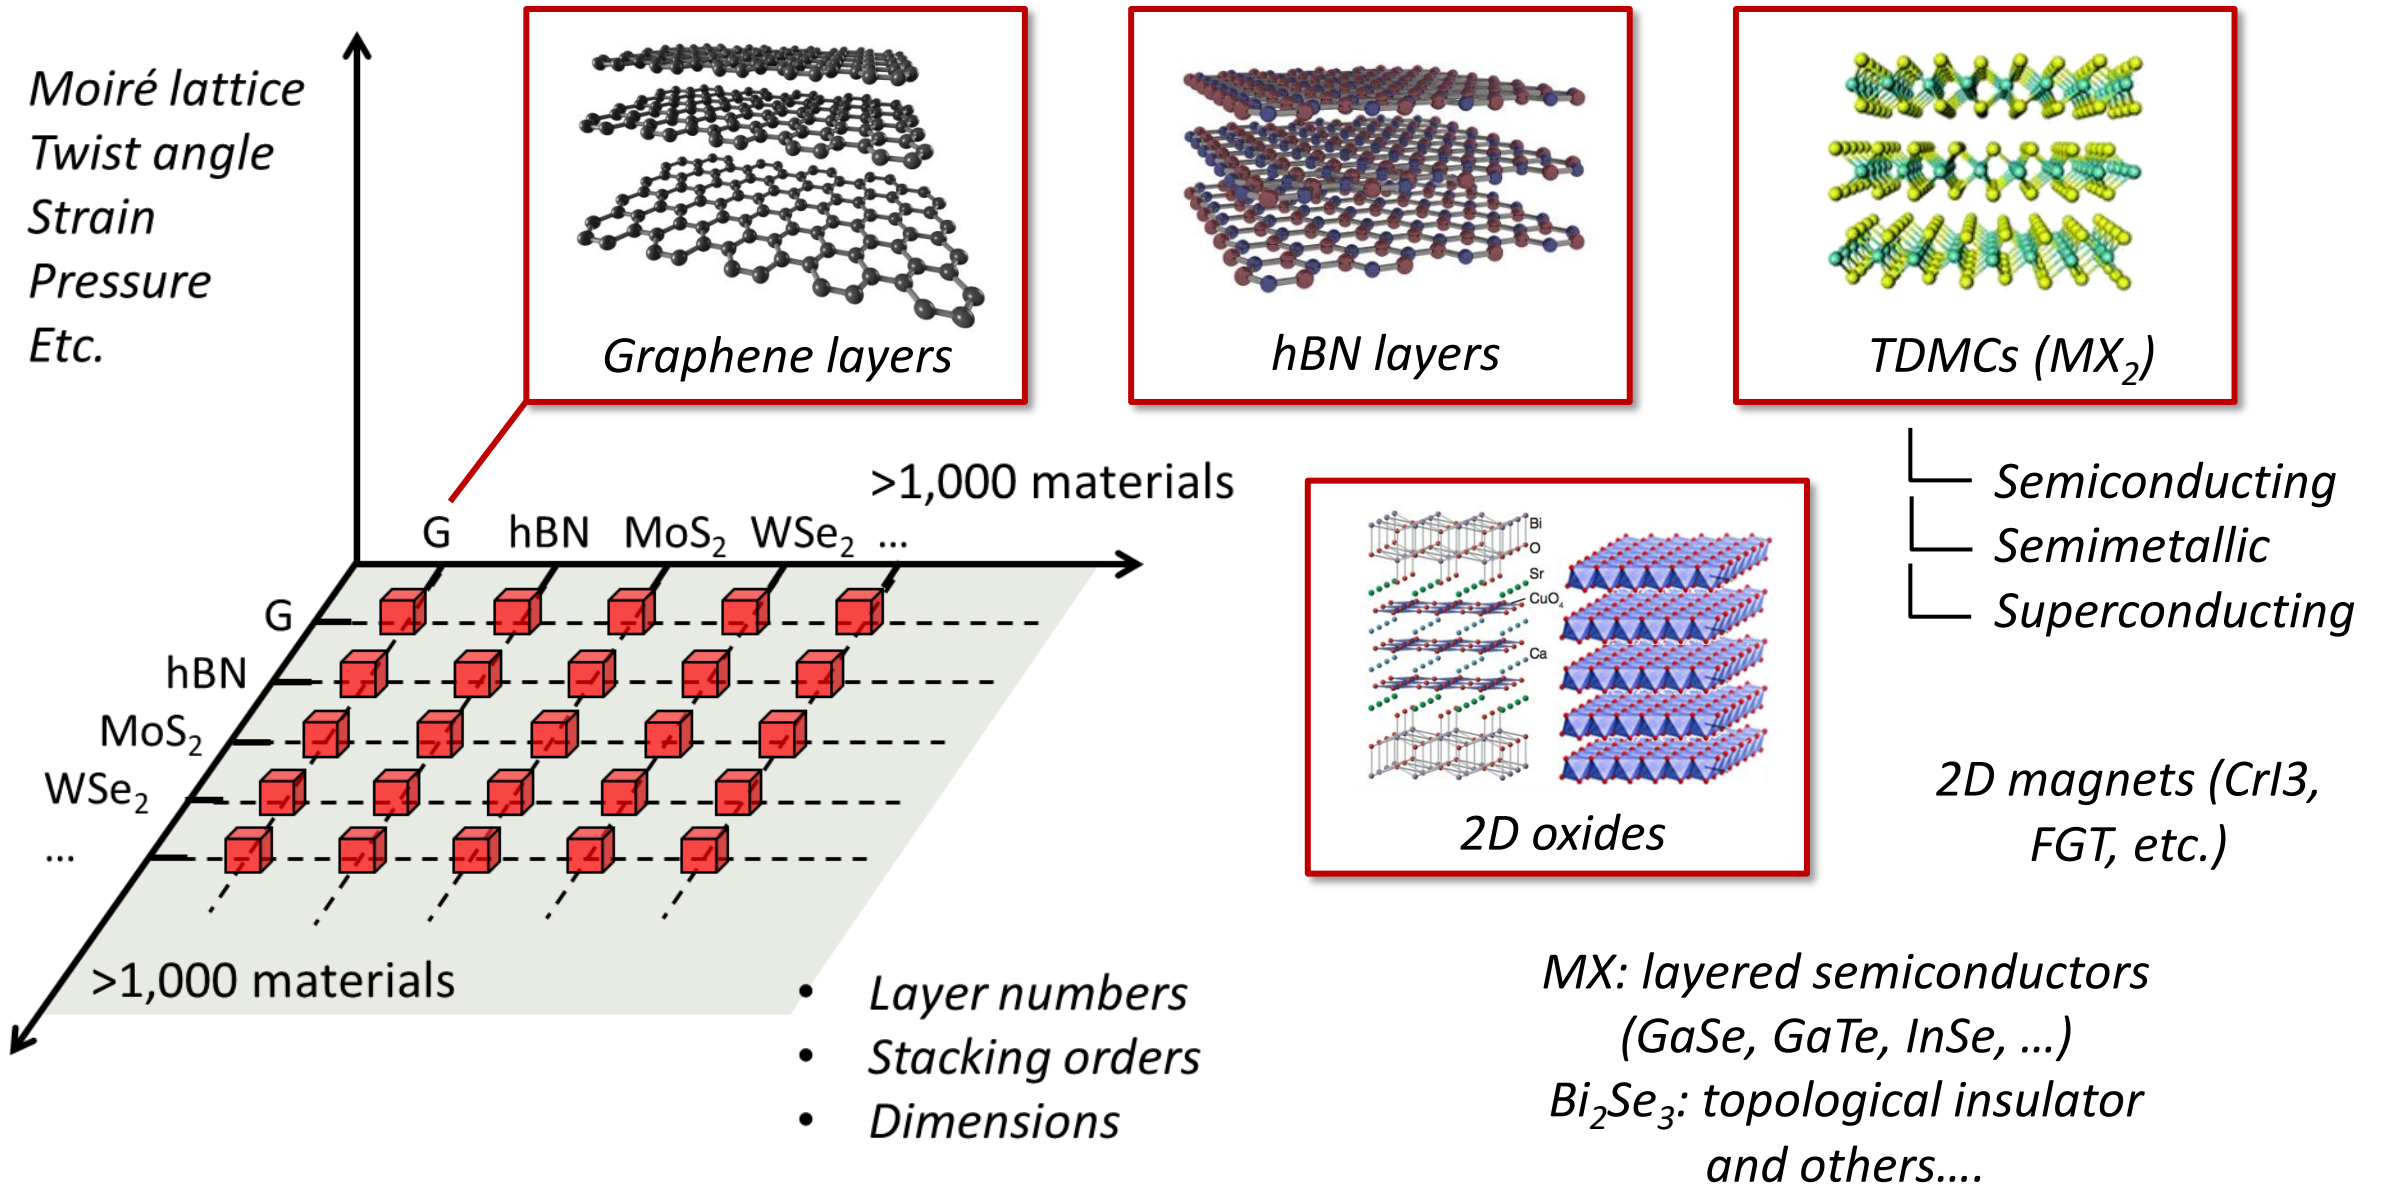 Moiré lattice
Twist angle
Strain
Pressure
Etc.
Graphene layers
hBN layers
TDMCs (MX₂)
>1,000 materials
G hBN MoS₂ WSe₂ ...
G
hBN
MoS₂
WSe₂
...
>1,000 materials
• Layer numbers
• Stacking orders
• Dimensions
Bi
O
Sr
CuO₄
Ca
2D oxides
Semiconducting
Semimetallic
Superconducting
2D magnets (CrI3,
FGT, etc.)
MX: layered semiconductors
(GaSe, GaTe, InSe, ...)
Bi₂Se₃: topological insulator
and others....